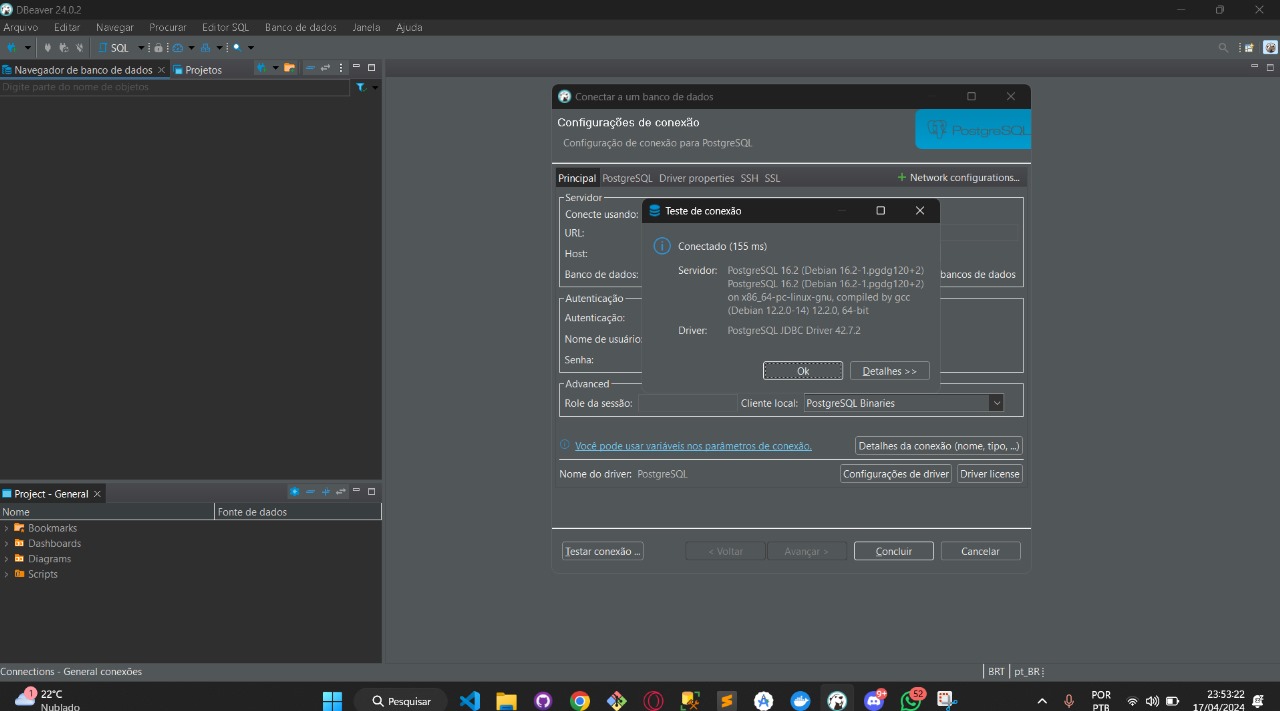 DBeaver 24.0.2
Arquivo Editar Navegar Procurar Editor SQL Banco de dados Janela Ajuda
SQL
Navegador de banco de dados Projetos
Digite parte do nome de objetos
Conectar a um banco de dados
Configurações de conexão
Configuração de conexão para PostgreSQL
PostgreSQL
Principal PostgreSQL Driver properties SSH SSL Network configurations...
Servidor
Conecte usando:
URL:
Host:
Banco de dados: bancos de dados
Autenticação
Autenticação:
Nome de usuário:
Senha:
Teste de conexão
Conectado (155 ms)
Servidor: PostgreSQL 16.2 (Debian 16.2-1.pgdg120+2)
PostgreSQL 16.2 (Debian 16.2-1.pgdg120+2)
on x86_64-pc-linux-gnu, compiled by gcc
(Debian 12.2.0-14) 12.2.0, 64-bit
Driver: PostgreSQL JDBC Driver 42.7.2
Ok Detalhes >>
Advanced
Role da sessão: Cliente local: PostgreSQL Binaries
Você pode usar variáveis nos parâmetros de conexão. Detalhes da conexão (nome, tipo, ...)
Nome do driver: PostgreSQL Configurações de driver Driver license
Testar conexão ... < Voltar Avançar > Concluir Cancelar
Project - General
Nome Fonte de dados
Bookmarks
Dashboards
Diagrams
Scripts
Connections - General conexões BRT pt_BR
1 22°C
Nublado
Pesquisar
9+
52
POR
PTB
23:53:22
17/04/2024